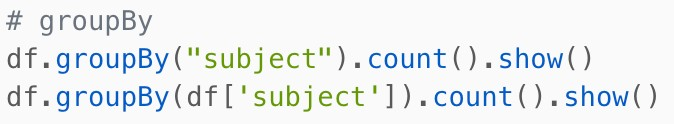 # groupBy
df.groupBy("subject").count().show()
df.groupBy(df['subject']).count().show()